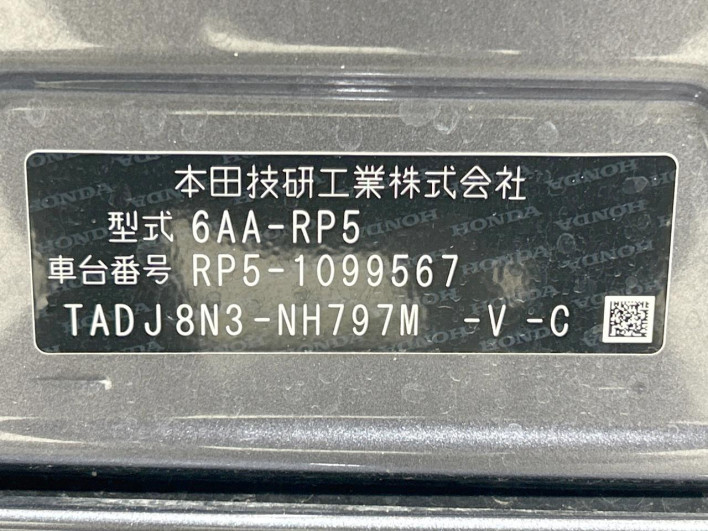 本田技研工業株式会社
型式 6AA-RP5
車台番号 RP5-1099567
TADJ8N3-NH797M -V -C